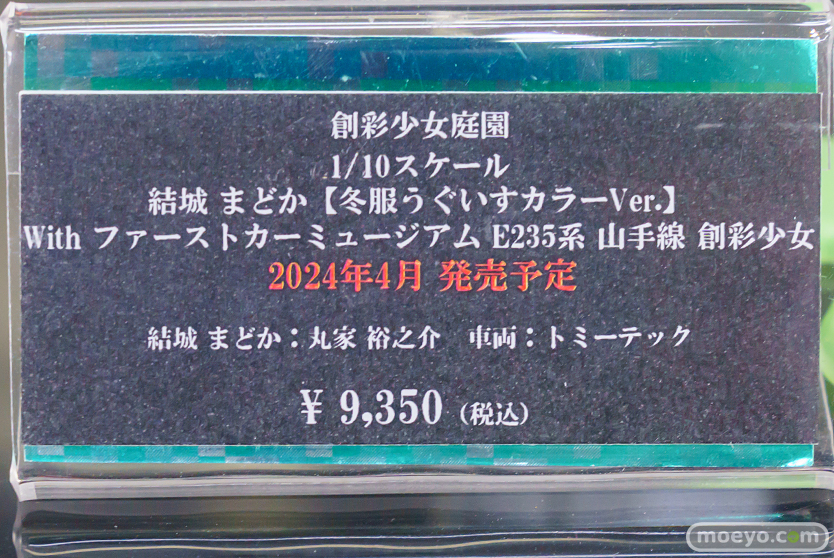 創彩少女庭園
1/10スケール
結城 まどか【冬服うぐいすカラーVer.】
With ファーストカーミュージアム E235系 山手線 創彩少女
2024年4月 発売予定
結城 まどか：丸家 裕之介　車両：トミーテック
¥ 9,350（税込）
moeyo.com